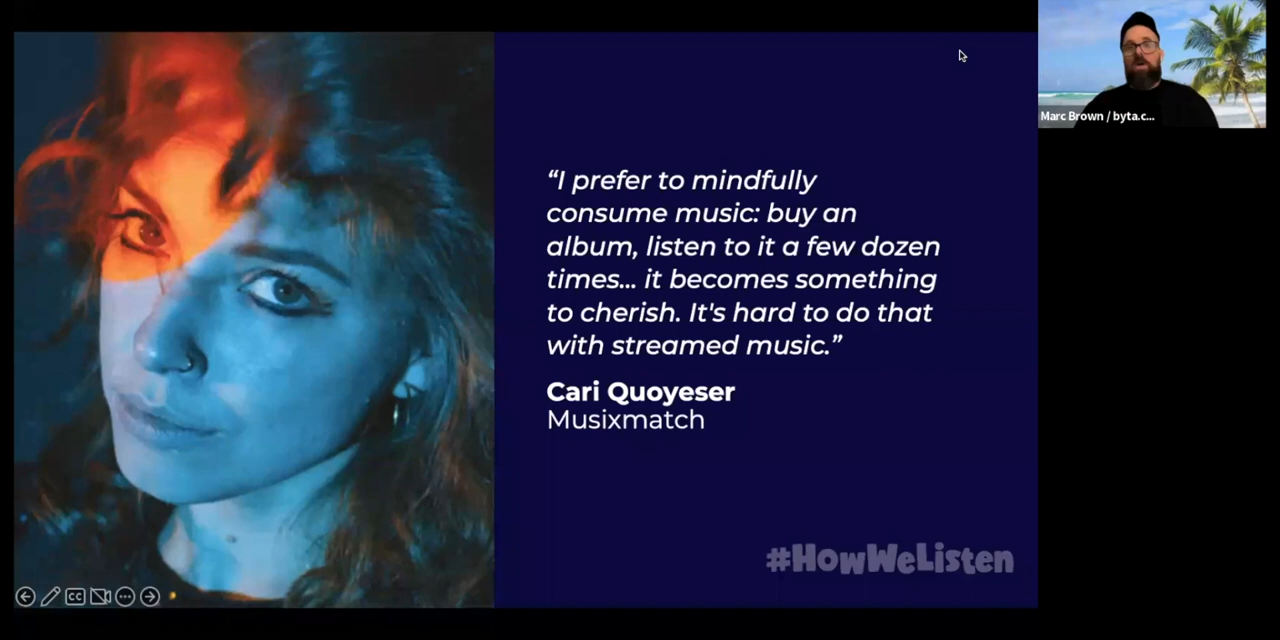 Marc Brown / byta.c...
“I prefer to mindfully
consume music: buy an
album, listen to it a few dozen
times... it becomes something
to cherish. It's hard to do that
with streamed music.”
Cari Quoyeser
Musixmatch
#HowWeListen
CC